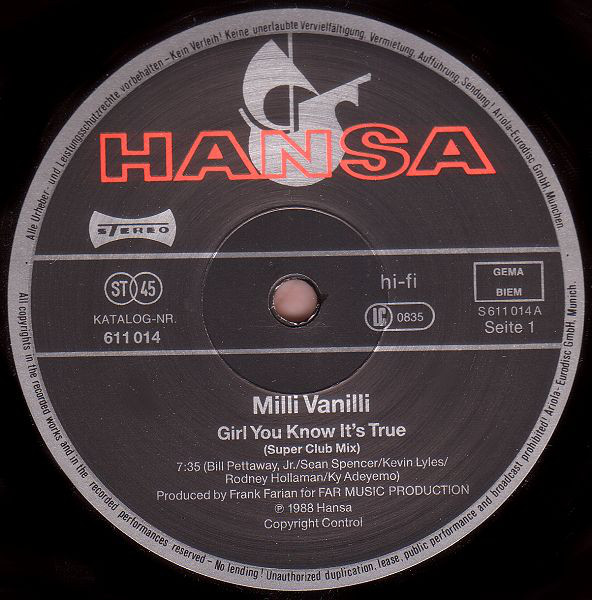 Alle Urheber- und Leistungsschutzrechte vorbehalten – Kein Verleih! Keine unerlaubte Vervielfältigung, Vermietung, Aufführung, Sendung! Ariola-Eurodisc GmbH München
HANSA
STEREO
ST 45
KATALOG-NR.
611 014
hi-fi
LC 0835
GEMA
BIEM
S 611 014 A
Seite 1
Milli Vanilli
Girl You Know It's True
(Super Club Mix)
7:35 (Bill Pettaway, Jr./Sean Spencer/Kevin Lyles/
Rodney Hollaman/Ky Adeyemo)
Produced by Frank Farian for FAR MUSIC PRODUCTION
℗ 1988 Hansa
Copyright Control
All copyrights in the recorded works and in the recorded performances reserved – No lending! Unauthorized duplication, lease, public performance and broadcast prohibited! Ariola-Eurodisc GmbH, Munich.